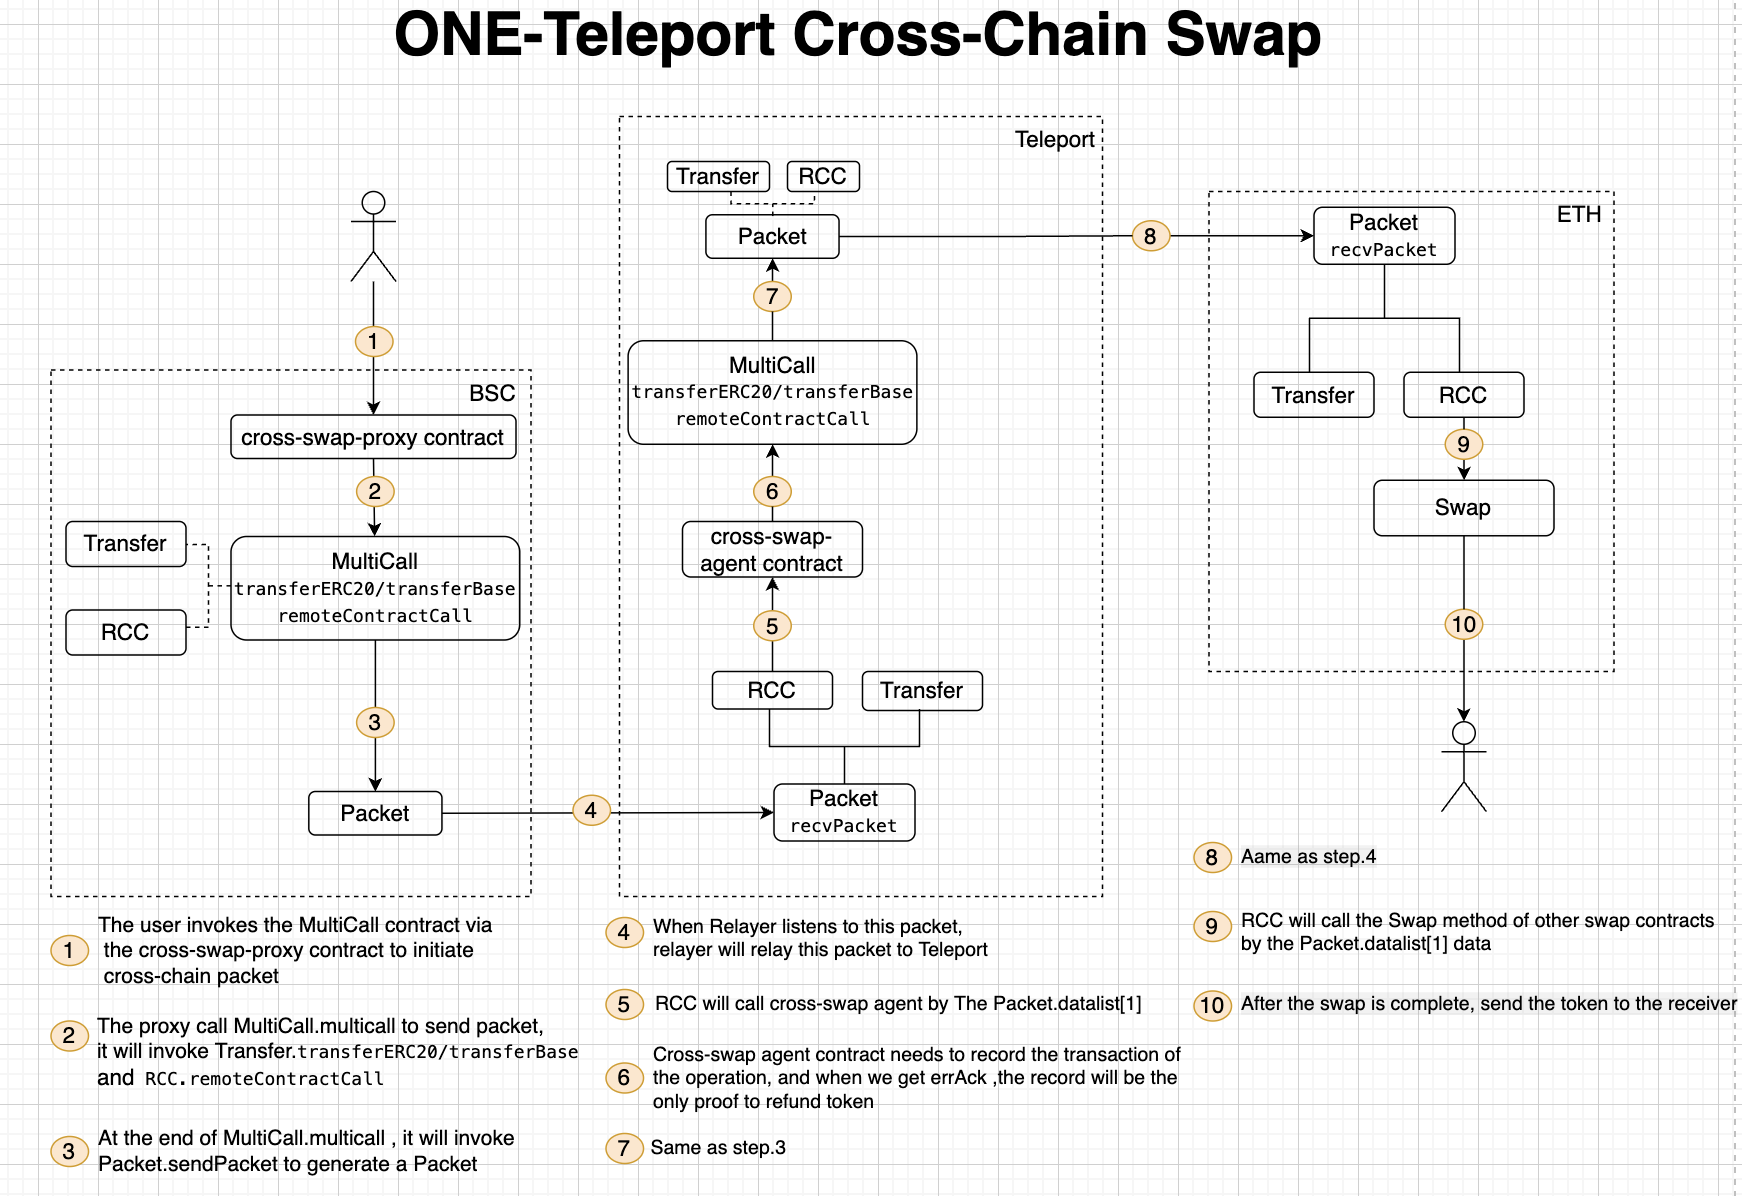 ONE-Teleport Cross-Chain Swap
1
BSC
cross-swap-proxy contract
2
Transfer
RCC
MultiCall
transferERC20/transferBase
remoteContractCall
3
Packet
4
Teleport
Transfer
RCC
Packet
7
MultiCall
transferERC20/transferBase
remoteContractCall
6
cross-swap-
agent contract
5
RCC
Transfer
Packet
recvPacket
8
ETH
Packet
recvPacket
Transfer
RCC
9
Swap
10
1
The user invokes the MultiCall contract via
the cross-swap-proxy contract to initiate
cross-chain packet
2
The proxy call MultiCall.multicall to send packet,
it will invoke Transfer.transferERC20/transferBase
and RCC.remoteContractCall
3
At the end of MultiCall.multicall , it will invoke
Packet.sendPacket to generate a Packet
4
When Relayer listens to this packet,
relayer will relay this packet to Teleport
5
RCC will call cross-swap agent by The Packet.datalist[1]
6
Cross-swap agent contract needs to record the transaction of
the operation, and when we get errAck ,the record will be the
only proof to refund token
7
Same as step.3
8
Aame as step.4
9
RCC will call the Swap method of other swap contracts
by the Packet.datalist[1] data
10
After the swap is complete, send the token to the receiver